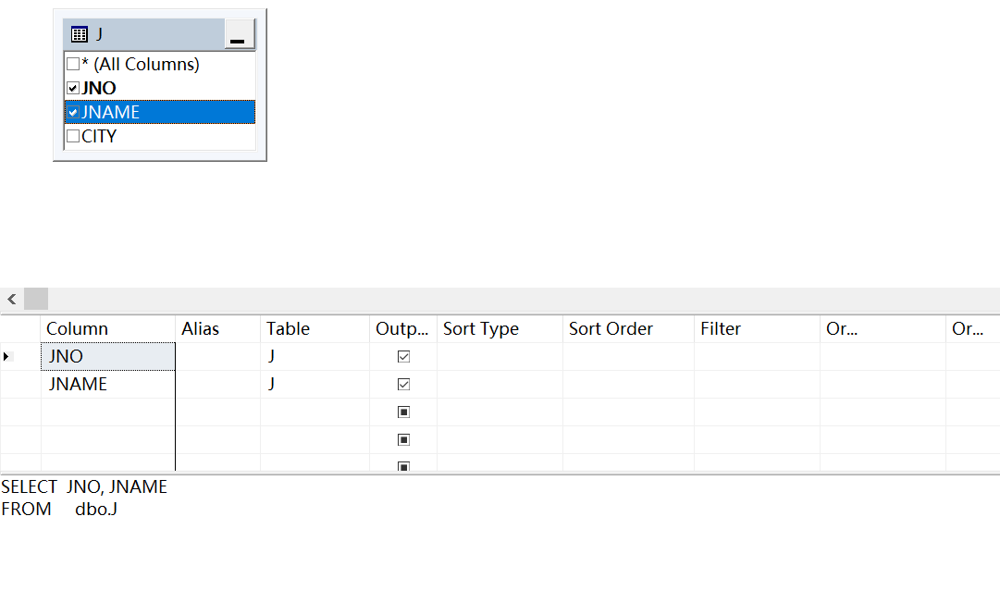 J
* (All Columns)
JNO
JNAME
CITY
Column Alias Table Outp... Sort Type Sort Order Filter Or... Or...
JNO J
JNAME J
SELECT JNO, JNAME
FROM dbo.J